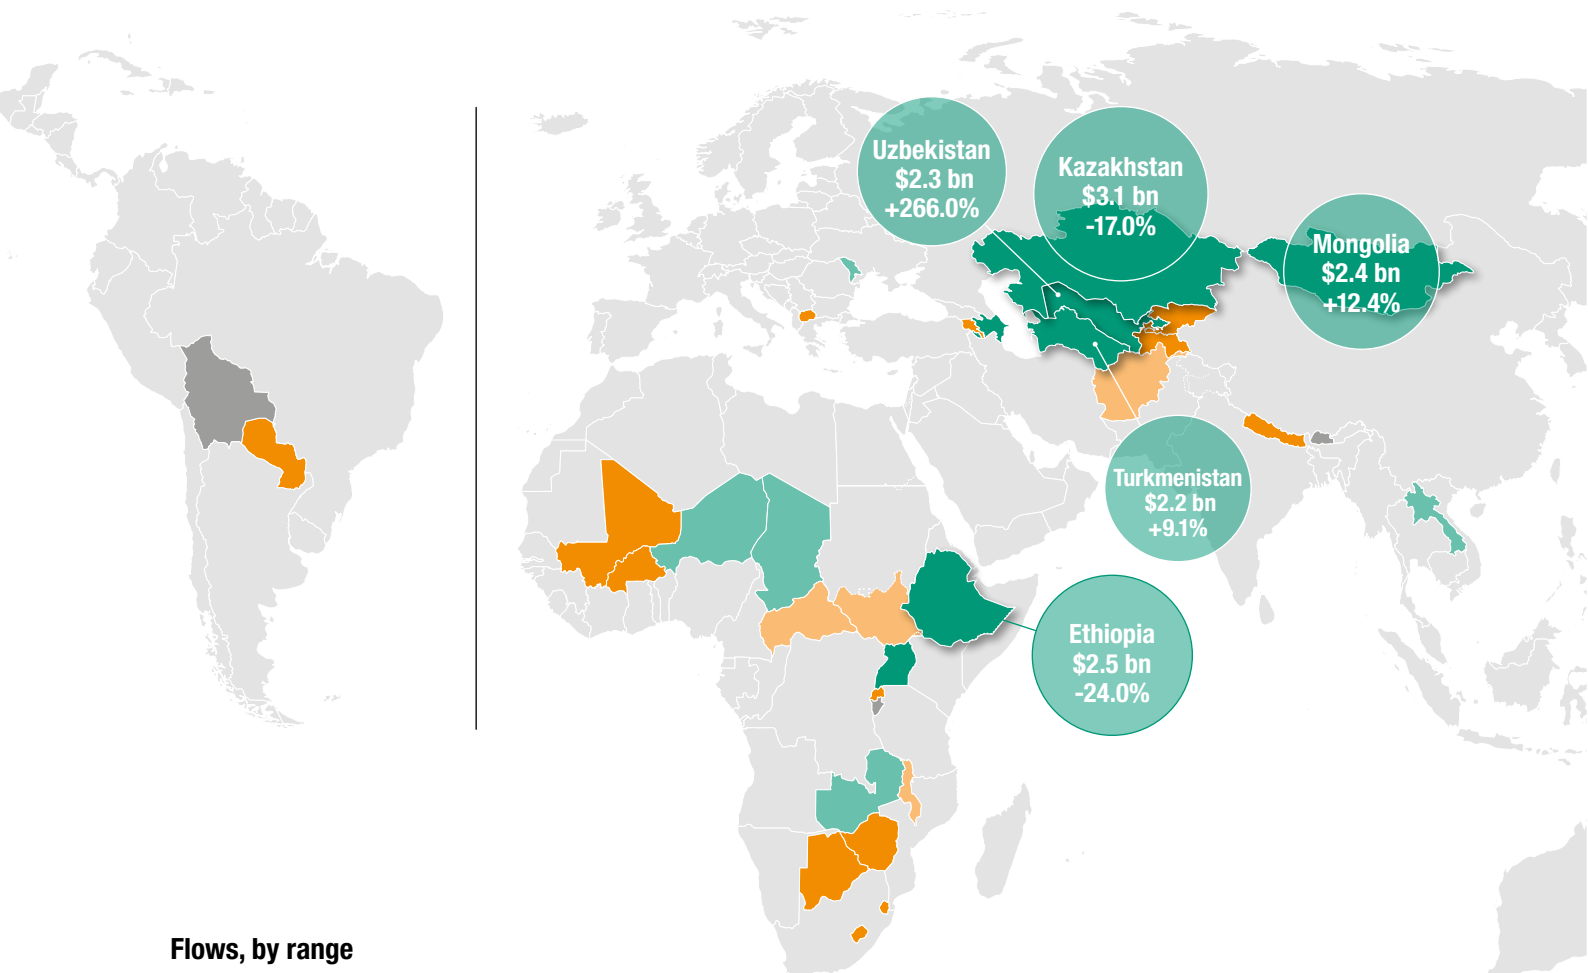 Uzbekistan
$2.3 bn
+266.0%
Kazakhstan
$3.1 bn
-17.0%
Mongolia
$2.4 bn
+12.4%
Turkmenistan
$2.2 bn
+9.1%
Ethiopia
$2.5 bn
-24.0%
Flows, by range